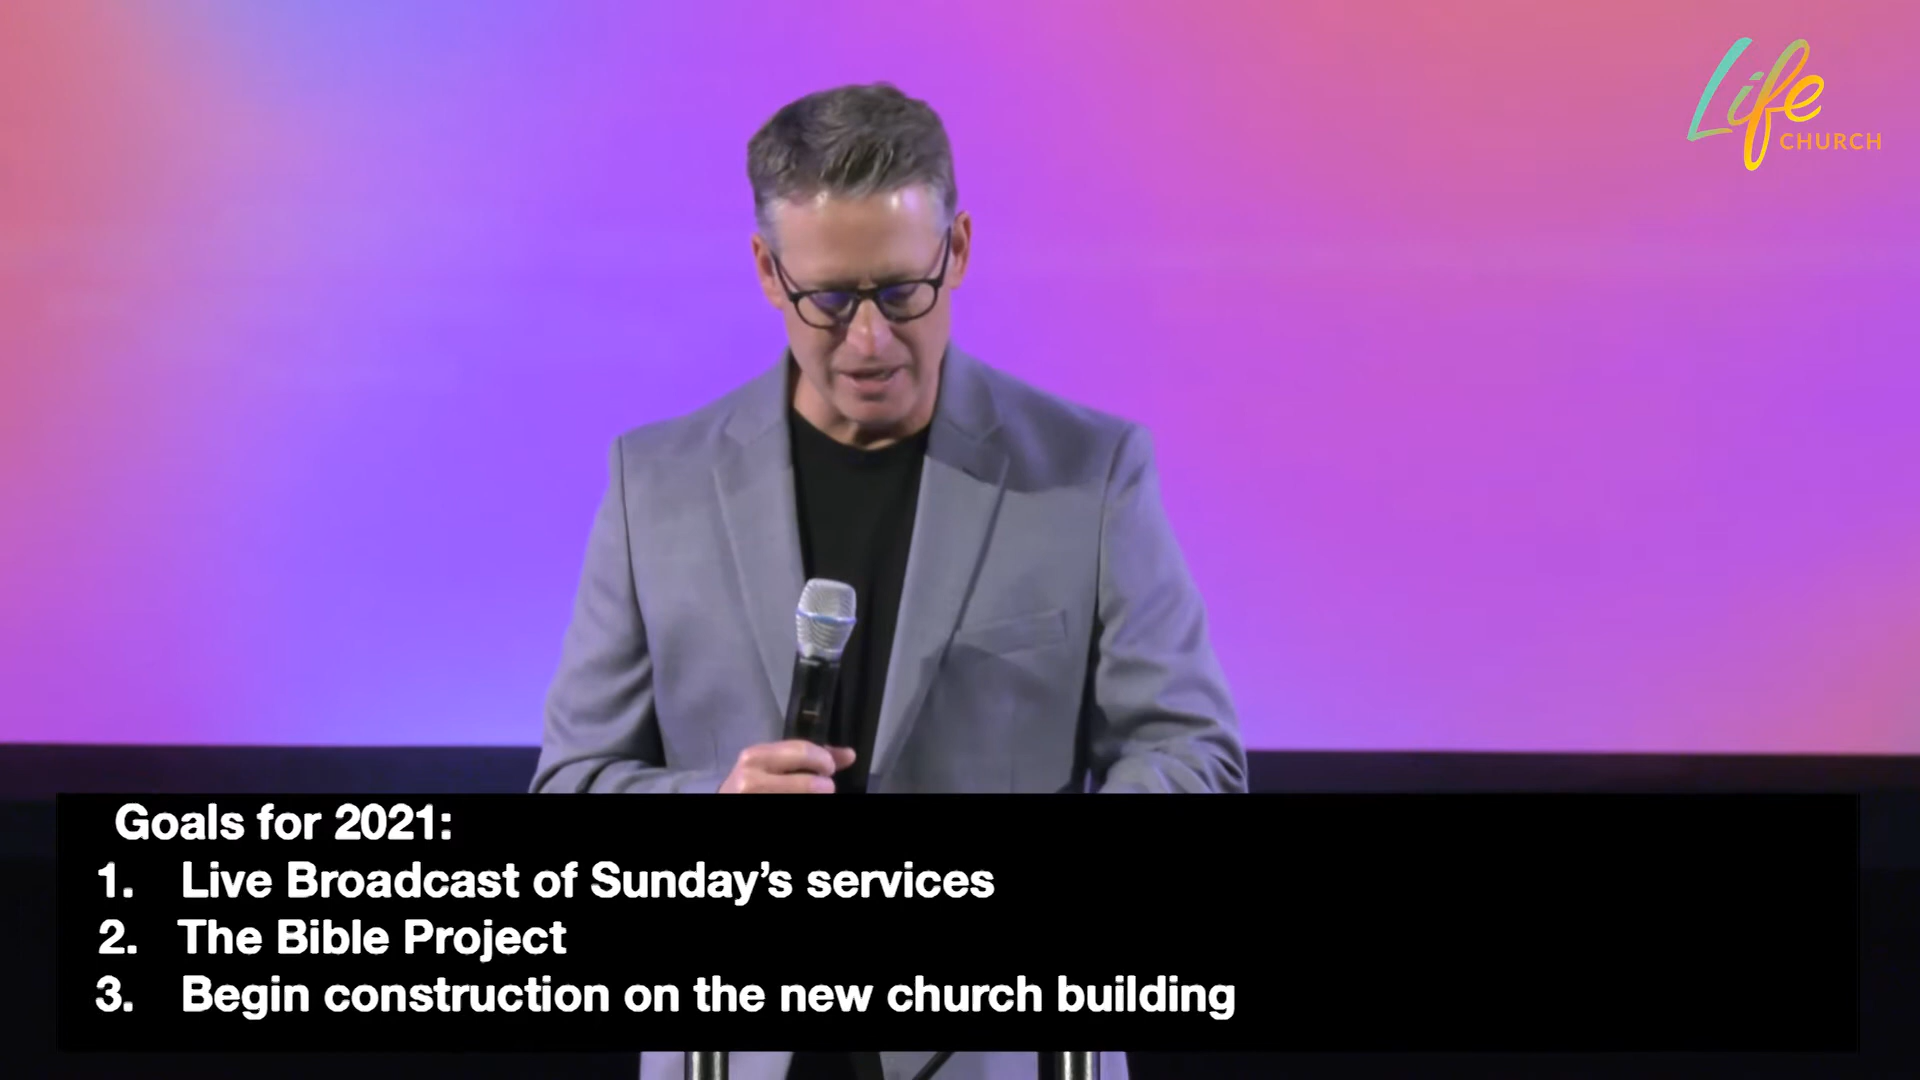 Life
CHURCH
Goals for 2021:
1. Live Broadcast of Sunday’s services
2. The Bible Project
3. Begin construction on the new church building